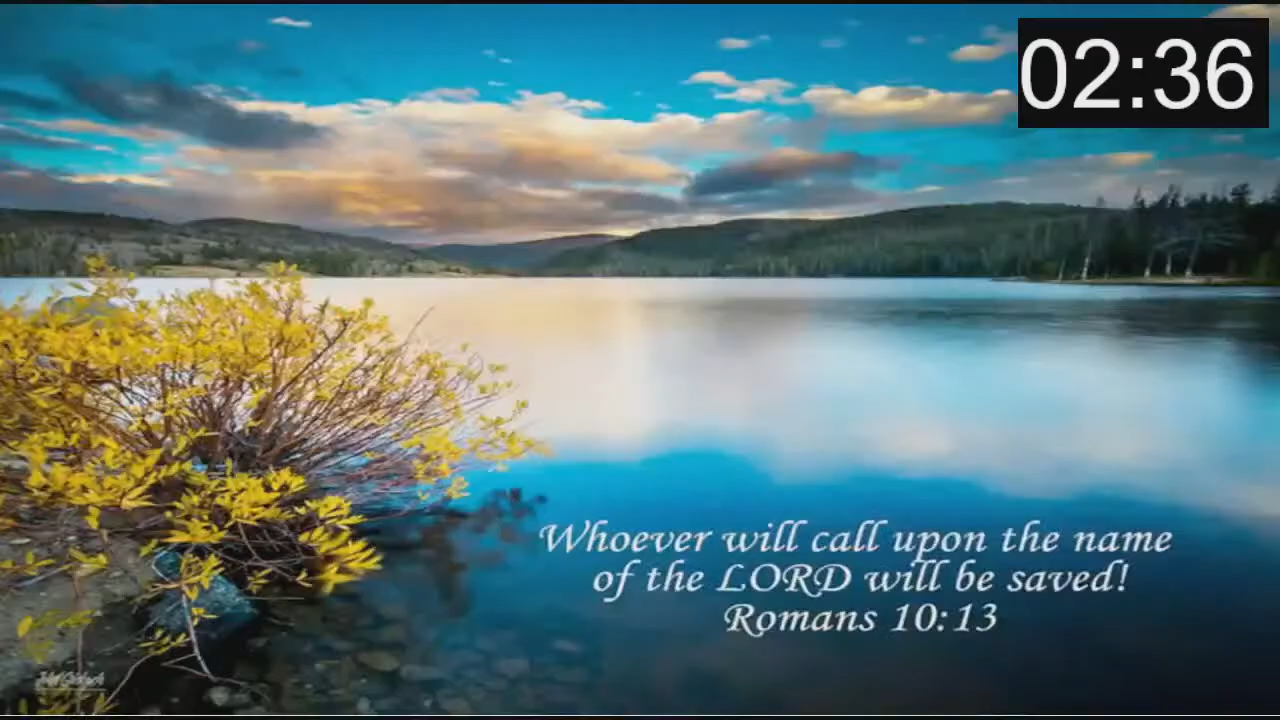 02:36
Whoever will call upon the name
of the LORD will be saved!
Romans 10:13